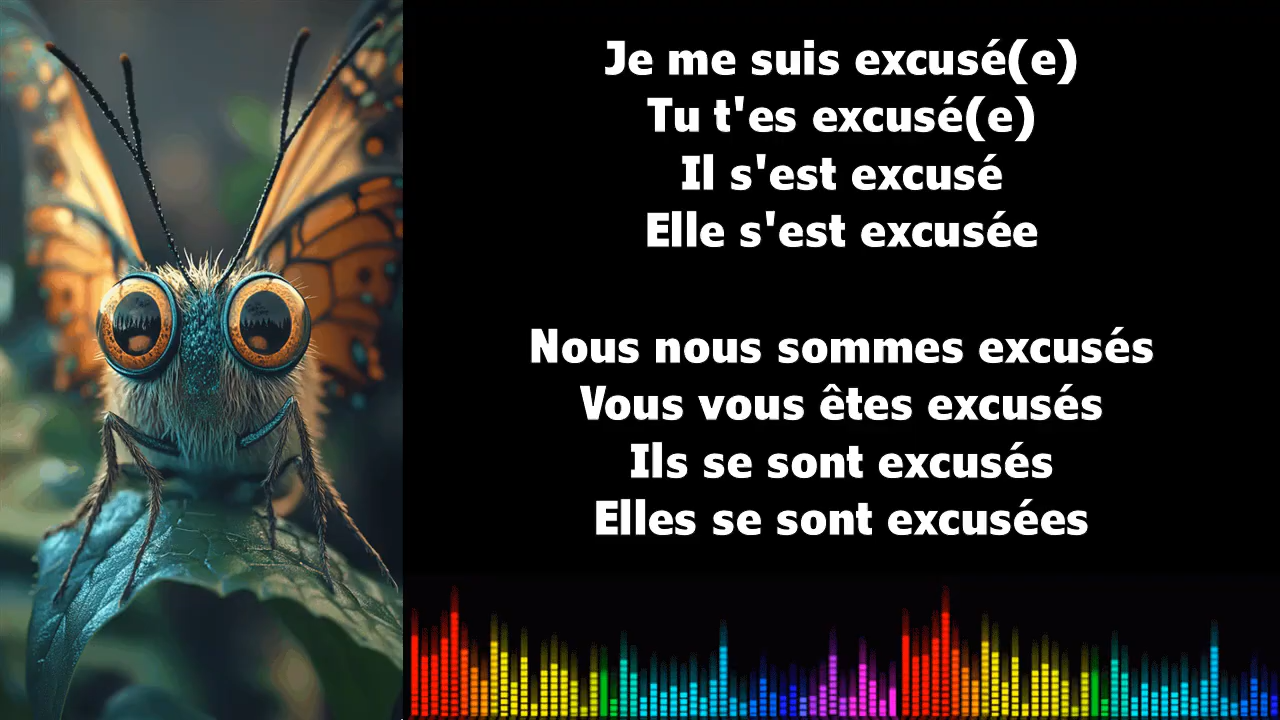 Je me suis excusé(e)
Tu t'es excusé(e)
Il s'est excusé
Elle s'est excusée
Nous nous sommes excusés
Vous vous êtes excusés
Ils se sont excusés
Elles se sont excusées